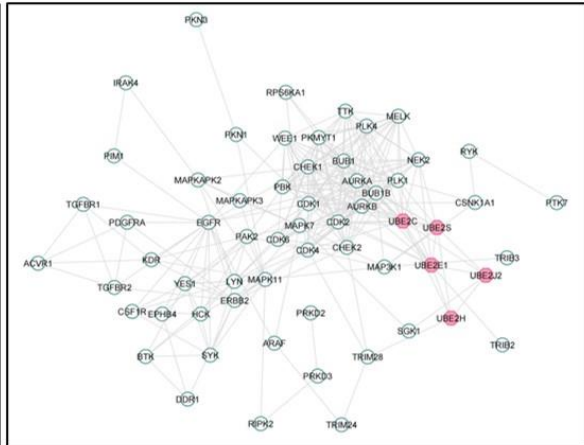 PKN3
IRAK4
RPS6KA1
TTK
MELK
PLK4
PKN1
WEE1
PKMYT1
PIM1
CHEK1
BUB1
NEK2
RYK
MAPKAPK2
PBK
AURKA
PLK1
BUB1B
MAPKAPK3
TGFBR1
CDK1
AURKB
CSNK1A1
PTK7
PDGFRA
EGFR
MAPK7
CDK2
UBE2C
UBE2S
PAK2
CDK6
CDK4
CHEK2
ACVR1
KDR
MAP3K1
UBE2E1
TRIB3
UBE2J2
TGFBR2
YES1
LYN
MAPK11
ERBB2
CSF1R
EPHB4
HCK
PRKD2
UBE2H
SGK1
ARAF
TRIB2
BTK
SYK
TRIM28
PRKD3
DDR1
RIPK2
TRIM24